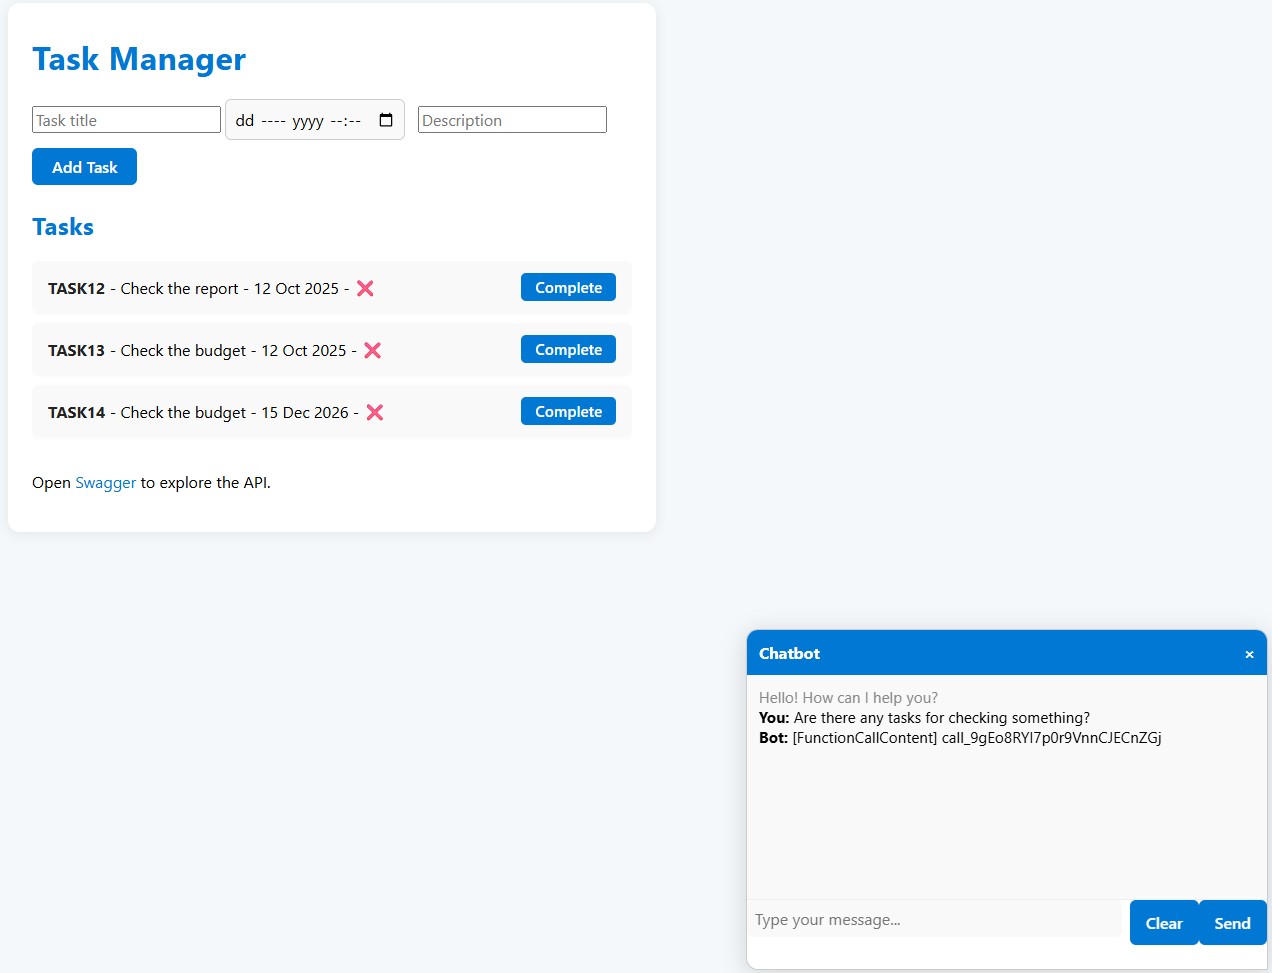 Task Manager
Task title
dd ---- yyyy --:--
Description
Add Task
Tasks
TASK12 - Check the report - 12 Oct 2025 - ❌
Complete
TASK13 - Check the budget - 12 Oct 2025 - ❌
Complete
TASK14 - Check the budget - 15 Dec 2026 - ❌
Complete
Open Swagger to explore the API.
Chatbot ×
Hello! How can I help you?
You: Are there any tasks for checking something?
Bot: [FunctionCallContent] call_9gEo8RYI7p0r9VnnCJECnZGj
Type your message...
Clear
Send